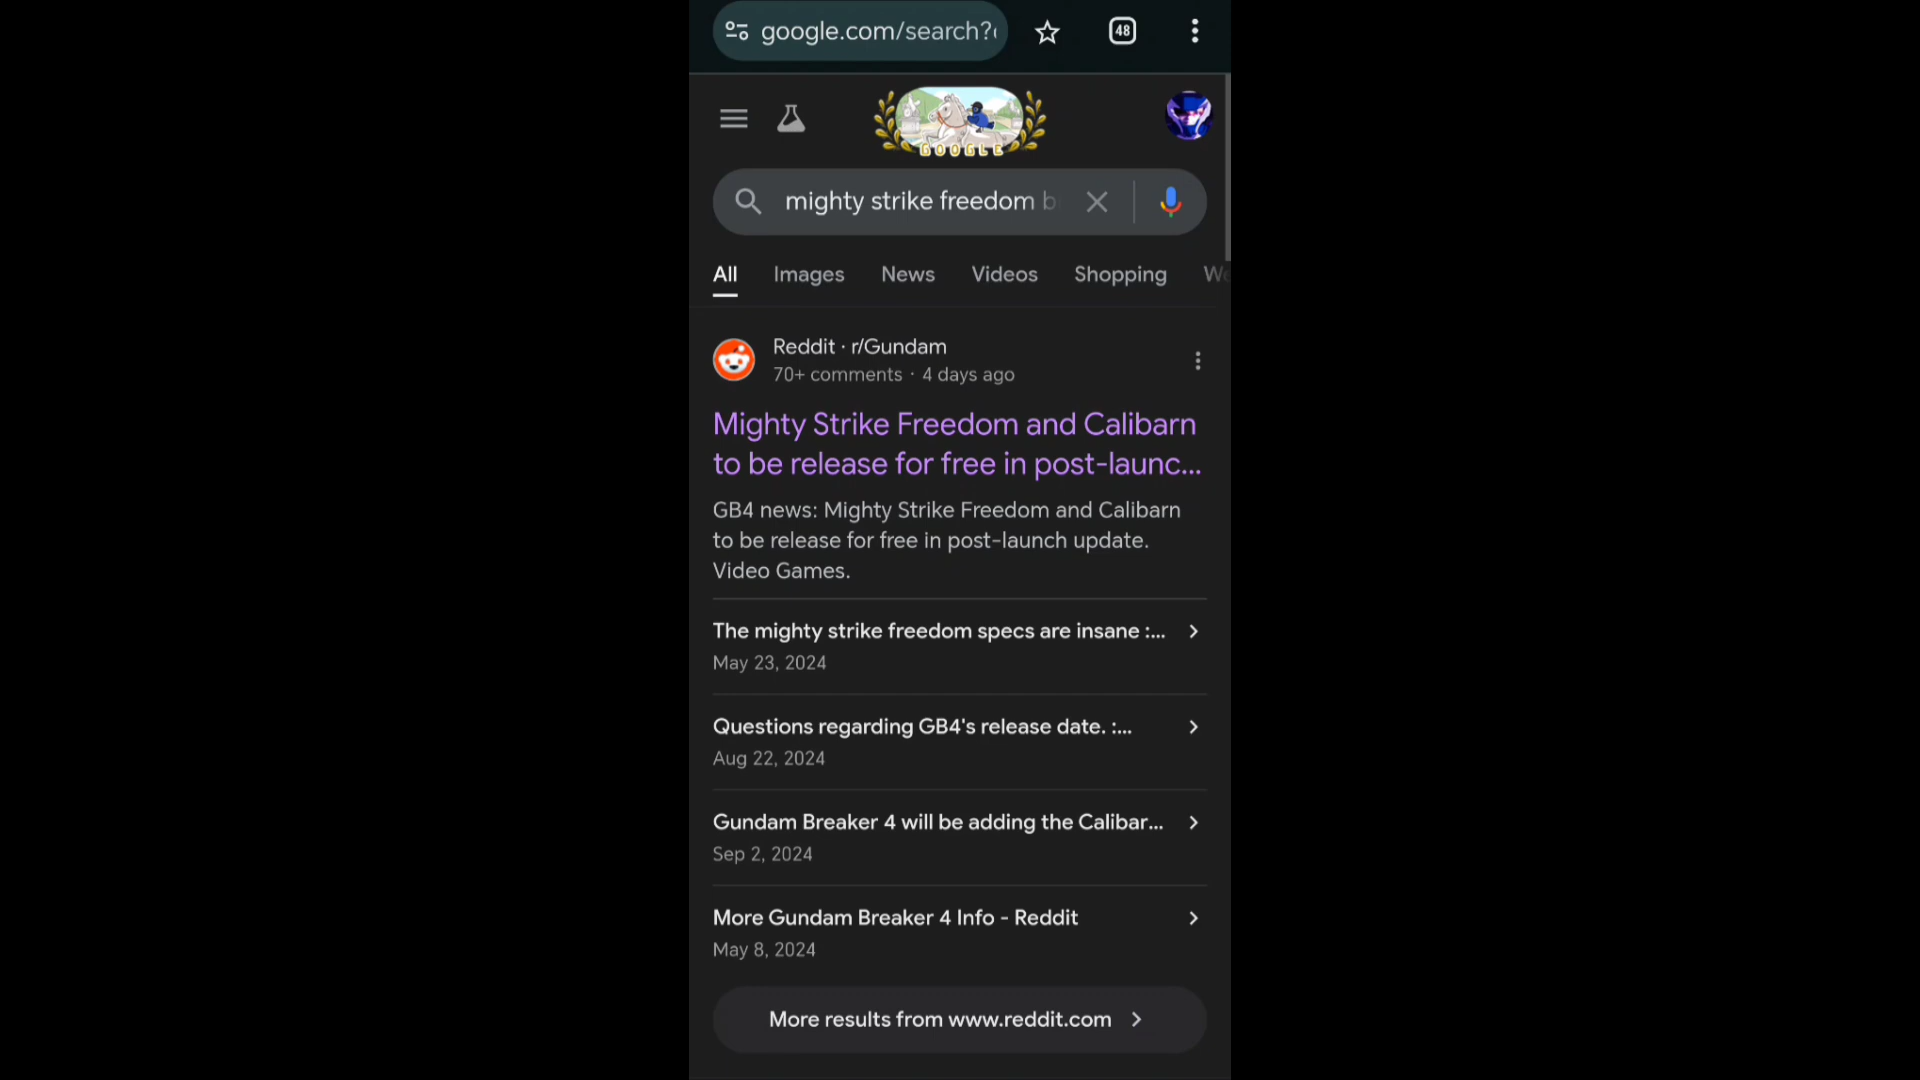 google.com/search?
48
GOOGLE
mighty strike freedom b
All Images News Videos Shopping We
Reddit · r/Gundam
70+ comments · 4 days ago
Mighty Strike Freedom and Calibarn
to be release for free in post-launc...
GB4 news: Mighty Strike Freedom and Calibarn
to be release for free in post-launch update.
Video Games.
The mighty strike freedom specs are insane :...
May 23, 2024
Questions regarding GB4's release date. :...
Aug 22, 2024
Gundam Breaker 4 will be adding the Calibar...
Sep 2, 2024
More Gundam Breaker 4 Info - Reddit
May 8, 2024
More results from www.reddit.com